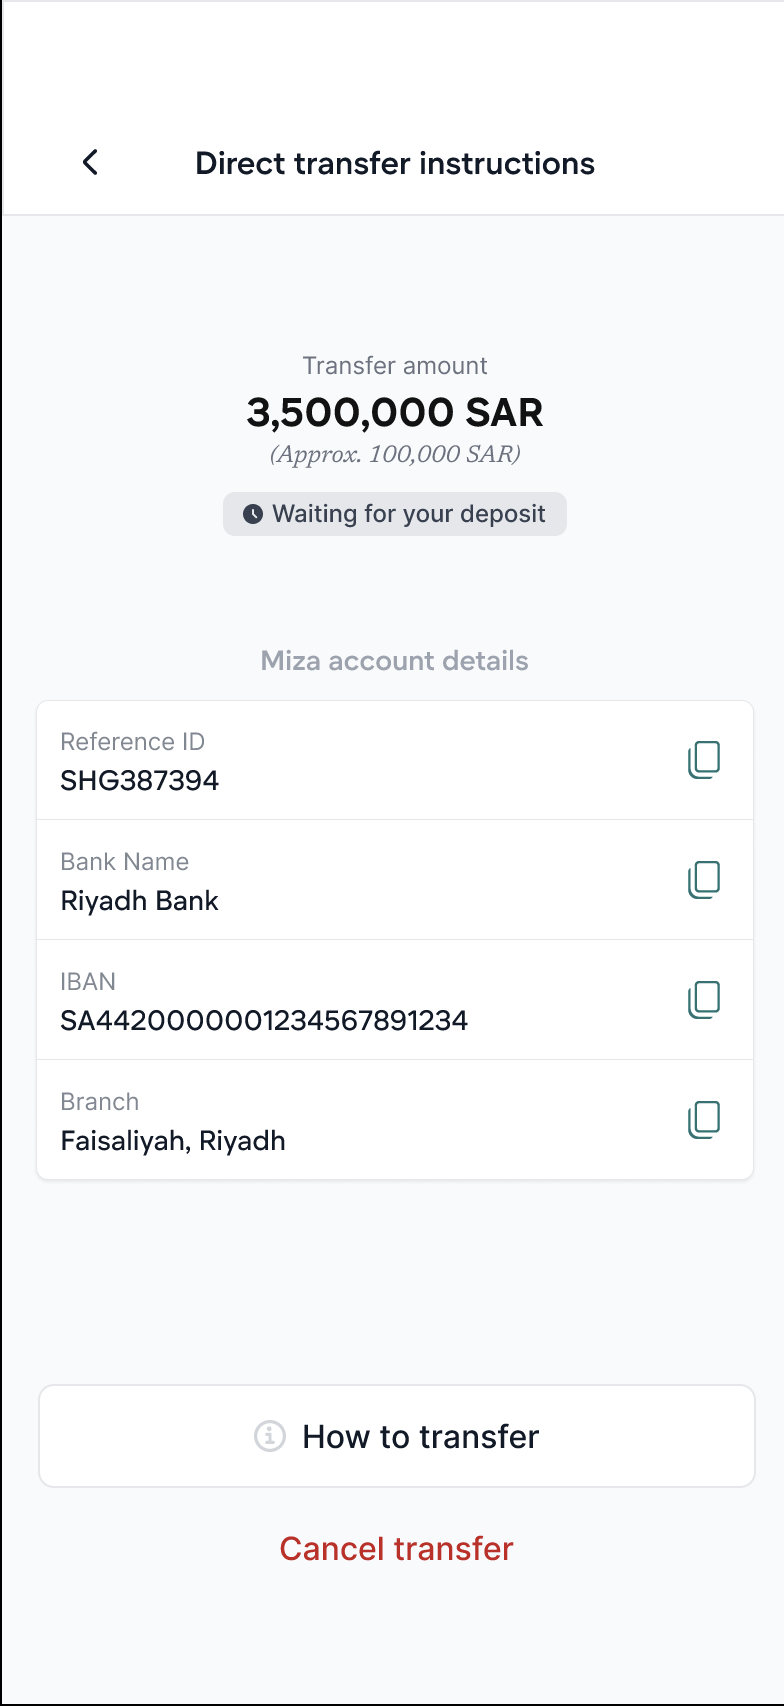 Direct transfer instructions
Transfer amount
3,500,000 SAR
(Approx. 100,000 SAR)
Waiting for your deposit
Miza account details
Reference ID
SHG387394
Bank Name
Riyadh Bank
IBAN
SA4420000001234567891234
Branch
Faisaliyah, Riyadh
How to transfer
Cancel transfer